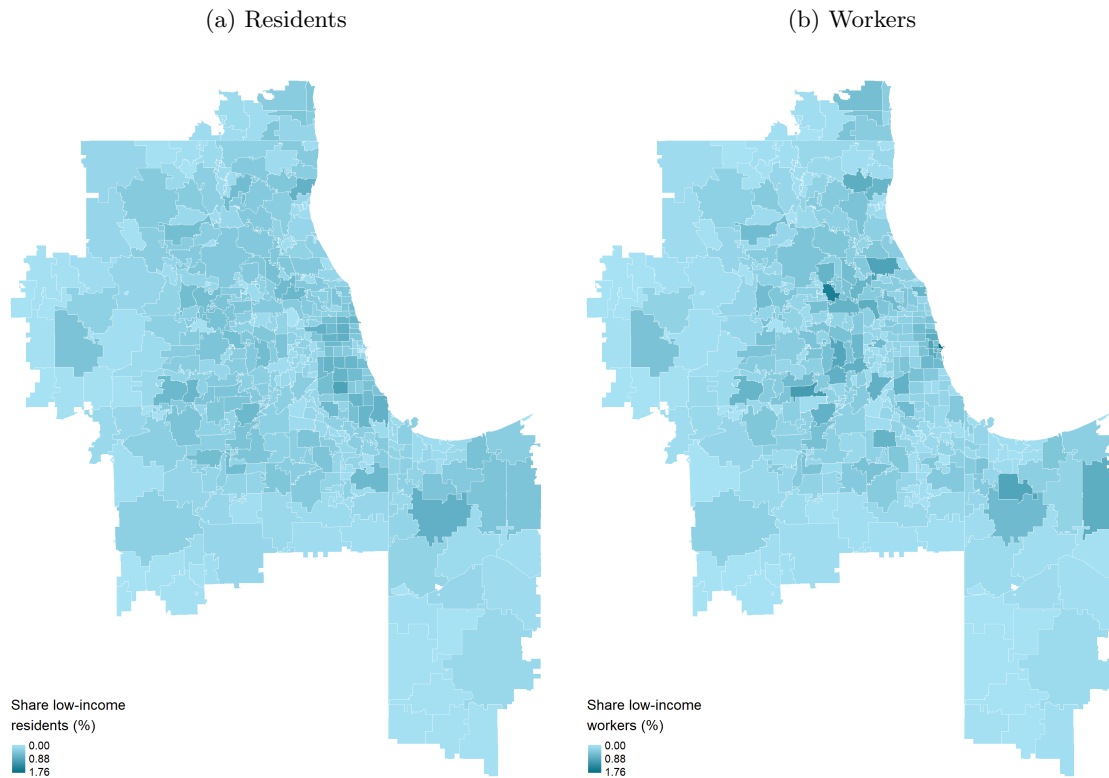 (a) Residents
(b) Workers
Share low-income
residents (%)
0.00
0.88
1.76
Share low-income
workers (%)
0.00
0.88
1.76